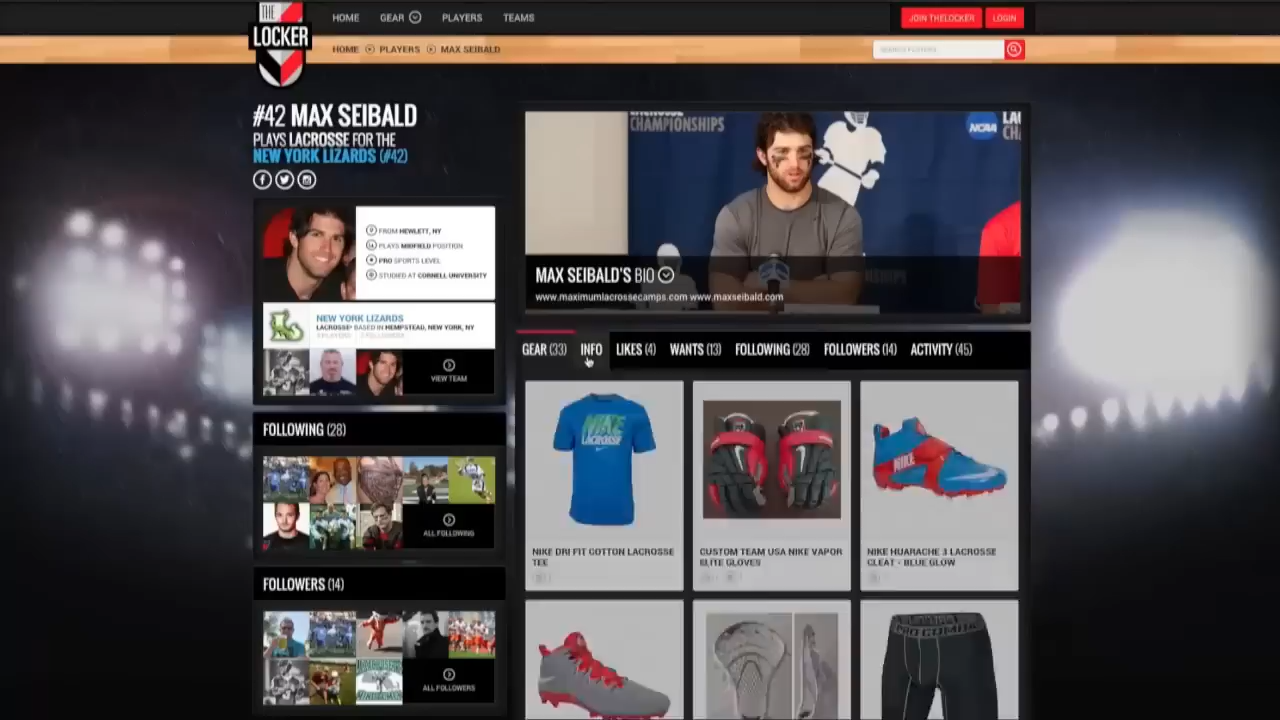 THE
LOCKER
HOME
GEAR
PLAYERS
TEAMS
JOIN THELOCKER
LOGIN
HOME
PLAYERS
MAX SEIBALD
#42 MAX SEIBALD
PLAYS LACROSSE FOR THE
NEW YORK LIZARDS (#42)
FROM HEWLETT, NY
PLAYS MIDFIELD POSITION
PRO SPORTS LEVEL
STUDIED AT CORNELL UNIVERSITY
NEW YORK LIZARDS
LACROSSE BASED IN HEMPSTEAD, NEW YORK, NY
VIEW TEAM
FOLLOWING (28)
ALL FOLLOWING
FOLLOWERS (14)
ALL FOLLOWERS
CHAMPIONSHIPS
NCAA
MAX SEIBALD'S BIO
www.maximumlacrossecamps.com www.maxseibald.com
GEAR (33)
INFO
LIKES (4)
WANTS (13)
FOLLOWING (28)
FOLLOWERS (14)
ACTIVITY (45)
NIKE
LACROSSE
NIKE
NIKE DRI FIT COTTON LACROSSE
TEE
CUSTOM TEAM USA NIKE VAPOR
ELITE GLOVES
NIKE HUARACHE 3 LACROSSE
CLEAT - BLUE GLOW